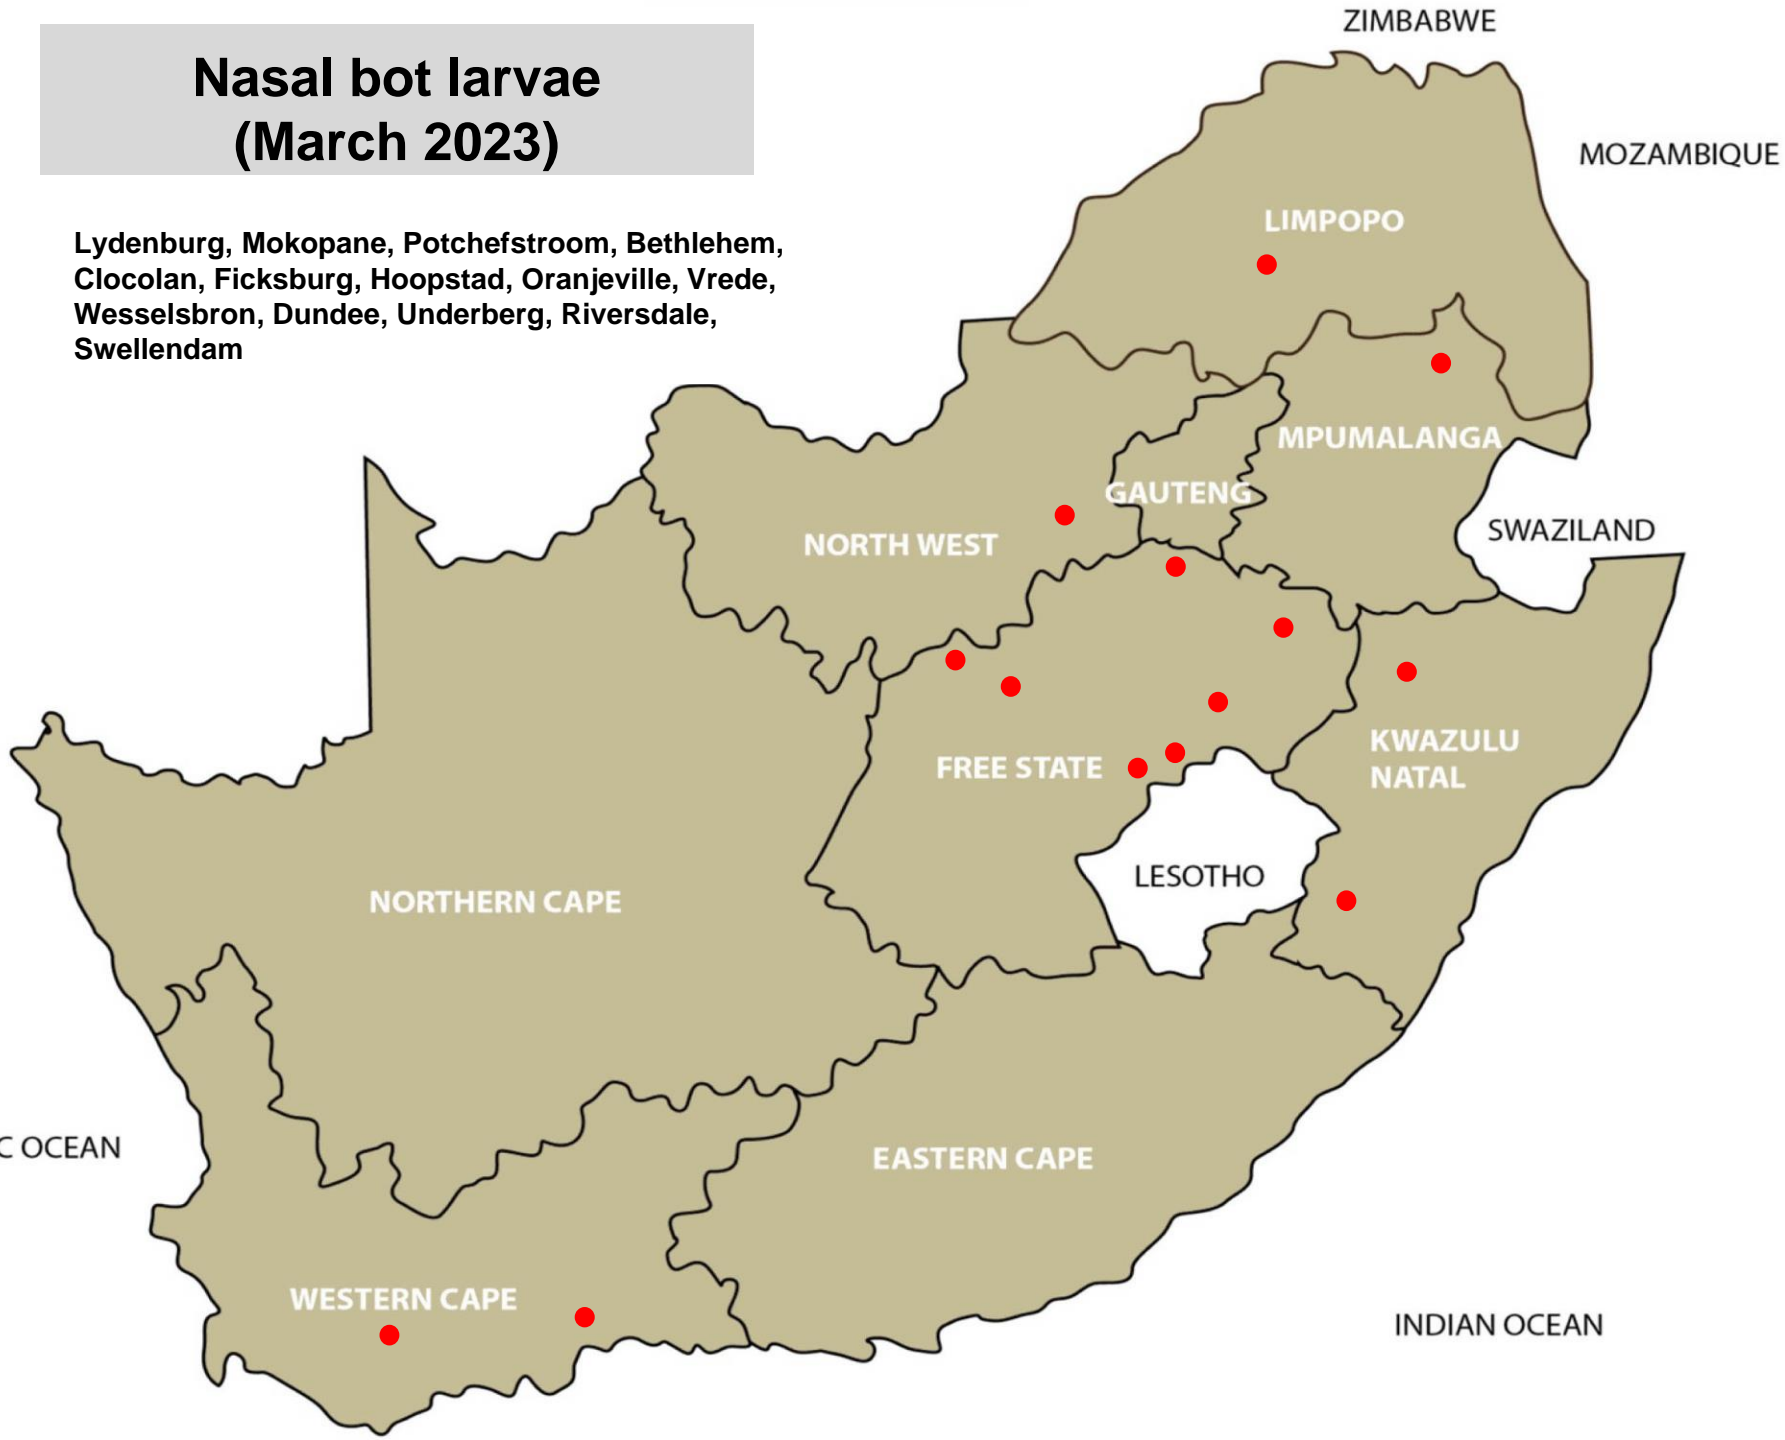 Nasal bot larvae
(March 2023)
Lydenburg, Mokopane, Potchefstroom, Bethlehem,
Clocolan, Ficksburg, Hoopstad, Oranjeville, Vrede,
Wesselsbron, Dundee, Underberg, Riversdale,
Swellendam
ZIMBABWE
MOZAMBIQUE
LIMPOPO
MPUMALANGA
GAUTENG
NORTH WEST
SWAZILAND
KWAZULU
NATAL
FREE STATE
LESOTHO
NORTHERN CAPE
C OCEAN
EASTERN CAPE
WESTERN CAPE
INDIAN OCEAN